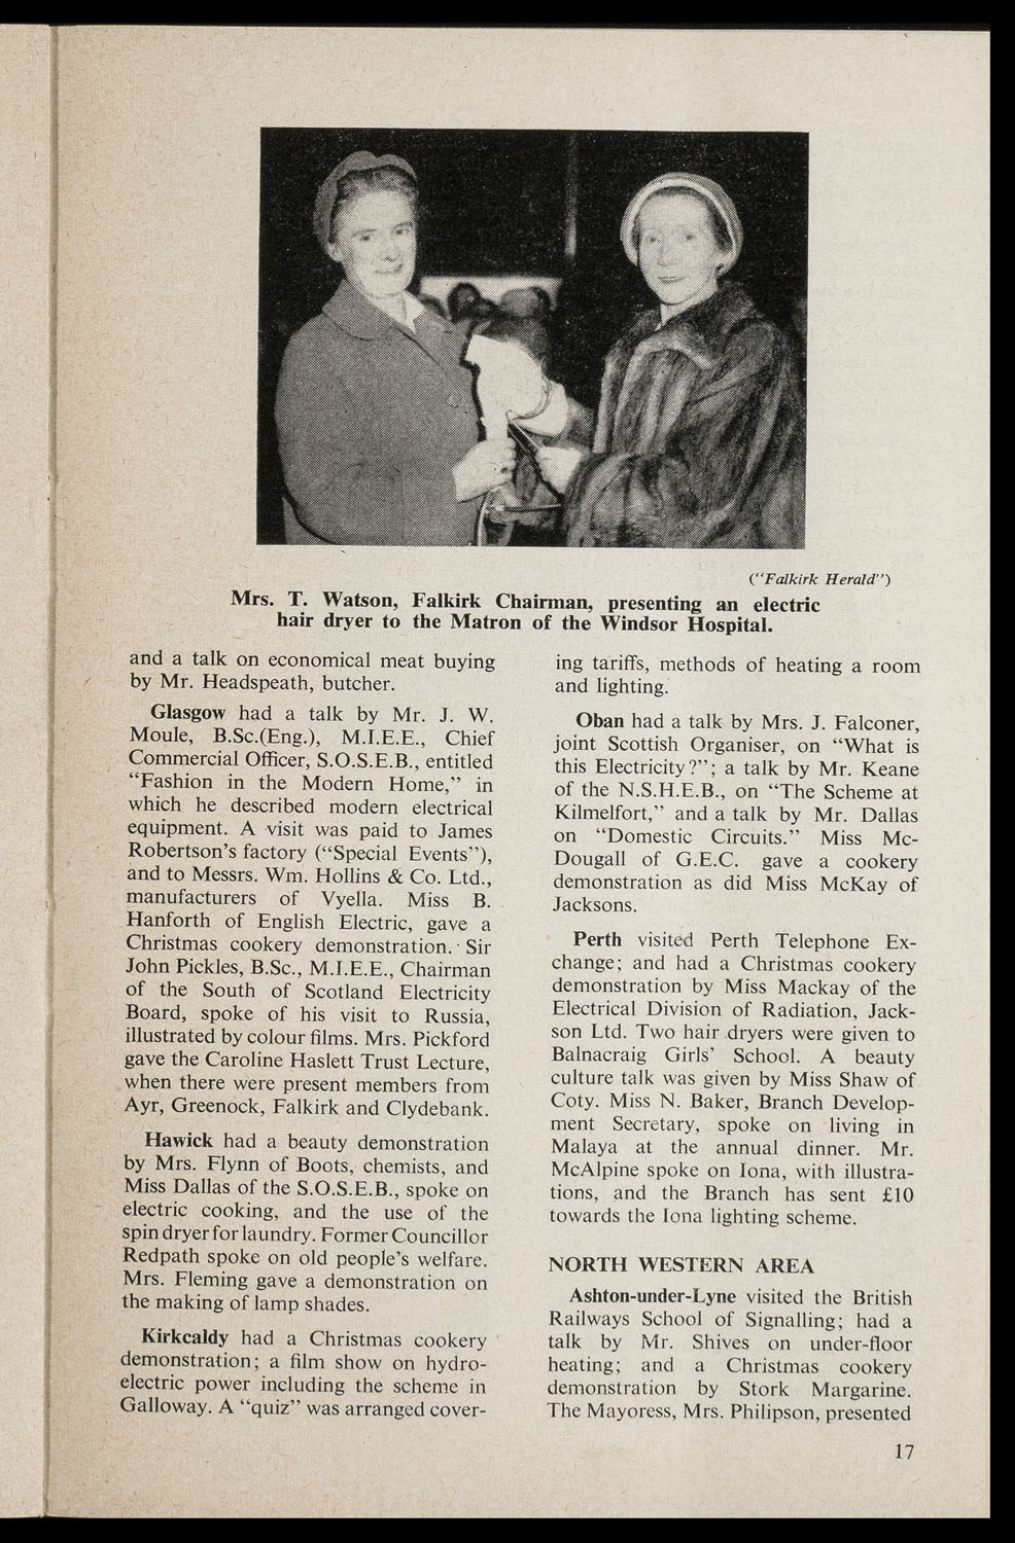 ("Falkirk Herald")
Mrs. T. Watson, Falkirk Chairman, presenting an electric
hair dryer to the Matron of the Windsor Hospital.
and a talk on economical meat buying
by Mr. Headspeath, butcher.
Glasgow had a talk by Mr. J. W.
Moule, B.Sc.(Eng.), M.I.E.E., Chief
Commercial Officer, S.O.S.E.B., entitled
"Fashion in the Modern Home," in
which he described modern electrical
equipment. A visit was paid to James
Robertson's factory ("Special Events"),
and to Messrs. Wm. Hollins & Co. Ltd.,
manufacturers of Vyella. Miss B.
Hanforth of English Electric, gave a
Christmas cookery demonstration. Sir
John Pickles, B.Sc., M.I.E.E., Chairman
of the South of Scotland Electricity
Board, spoke of his visit to Russia,
illustrated by colour films. Mrs. Pickford
gave the Caroline Haslett Trust Lecture,
when there were present members from
Ayr, Greenock, Falkirk and Clydebank.
Hawick had a beauty demonstration
by Mrs. Flynn of Boots, chemists, and
Miss Dallas of the S.O.S.E.B., spoke on
electric cooking, and the use of the
spin dryer for laundry. Former Councillor
Redpath spoke on old people's welfare.
Mrs. Fleming gave a demonstration on
the making of lamp shades.
Kirkcaldy had a Christmas cookery
demonstration; a film show on hydro-
electric power including the scheme in
Galloway. A "quiz" was arranged cover-
ing tariffs, methods of heating a room
and lighting.
Oban had a talk by Mrs. J. Falconer,
joint Scottish Organiser, on "What is
this Electricity?"; a talk by Mr. Keane
of the N.S.H.E.B., on "The Scheme at
Kilmelfort," and a talk by Mr. Dallas
on "Domestic Circuits." Miss Mc-
Dougall of G.E.C. gave a cookery
demonstration as did Miss McKay of
Jacksons.
Perth visited Perth Telephone Ex-
change; and had a Christmas cookery
demonstration by Miss Mackay of the
Electrical Division of Radiation, Jack-
son Ltd. Two hair dryers were given to
Balnacraig Girls' School. A beauty
culture talk was given by Miss Shaw of
Coty. Miss N. Baker, Branch Develop-
ment Secretary, spoke on living in
Malaya at the annual dinner. Mr.
McAlpine spoke on Iona, with illustra-
tions, and the Branch has sent £10
towards the Iona lighting scheme.
NORTH WESTERN AREA
Ashton-under-Lyne visited the British
Railways School of Signalling; had a
talk by Mr. Shives on under-floor
heating; and a Christmas cookery
demonstration by Stork Margarine.
The Mayoress, Mrs. Philipson, presented
17